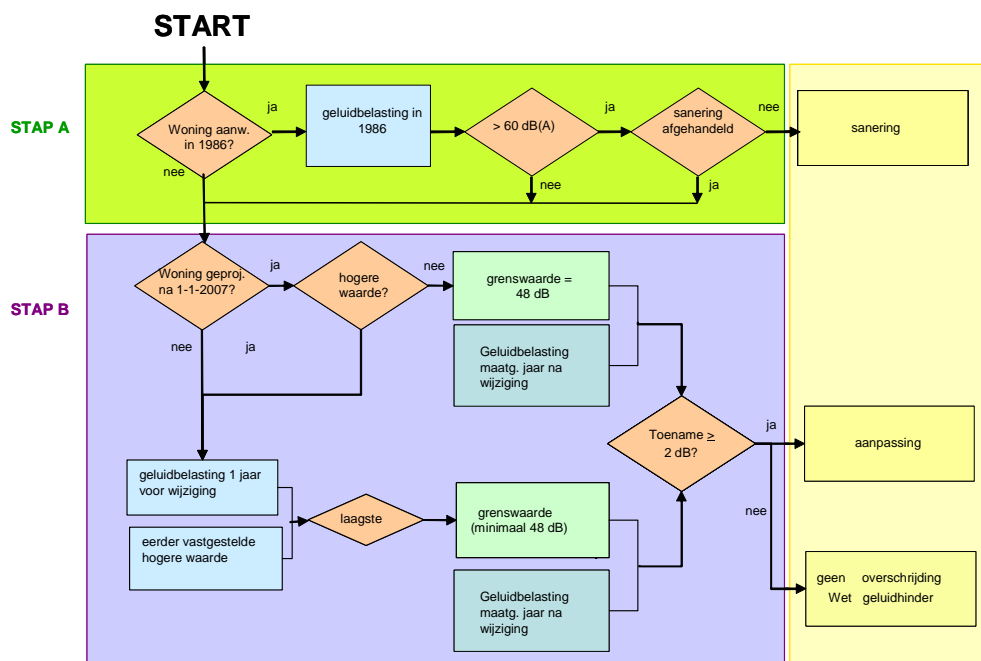 START
STAP A
Woning aanw.
in 1986?
ja
nee
geluidbelasting in
1986
> 60 dB(A)
ja
nee
sanering
afgehandeld
nee
ja
sanering
STAP B
Woning geproj.
na 1-1-2007?
ja
nee
hogere
waarde?
nee
ja
grenswaarde =
48 dB
Geluidbelasting
maatg. jaar na
wijziging
Toename ≥
2 dB?
ja
nee
aanpassing
geluidbelasting 1 jaar
voor wijziging
eerder vastgestelde
hogere waarde
laagste
grenswaarde
(minimaal 48 dB)
Geluidbelasting
maatg. jaar na
wijziging
geen overschrijding
Wet geluidhinder